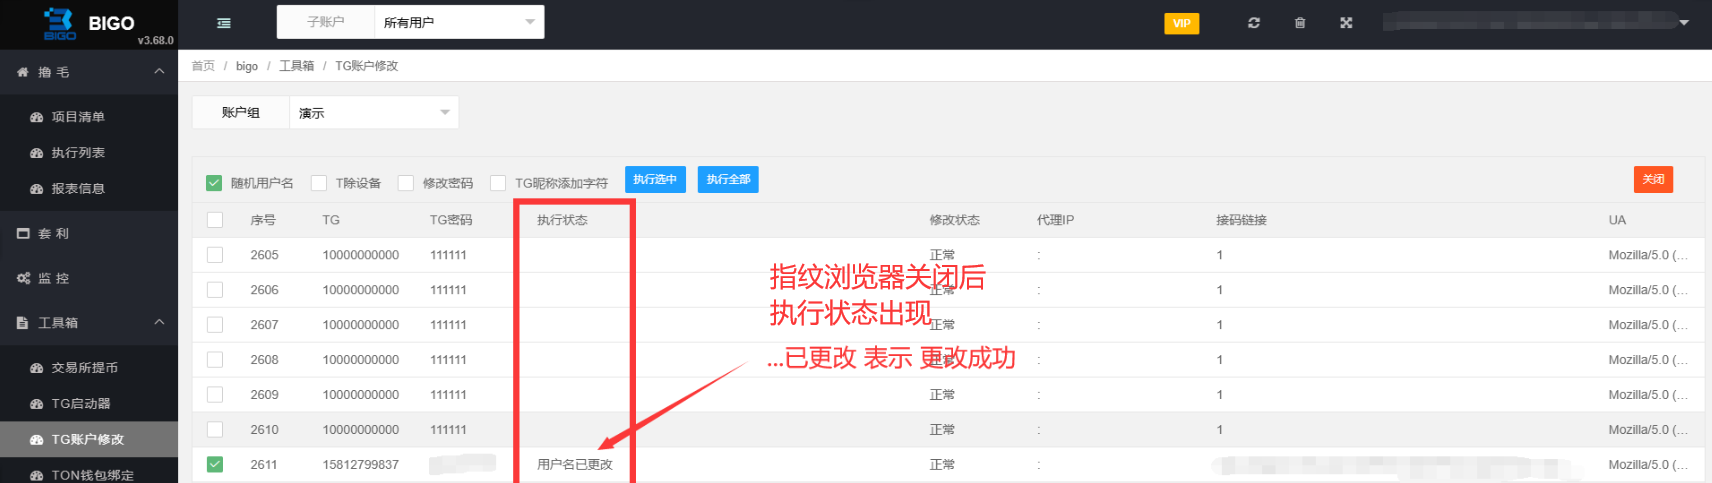 BIGO
BIGO
v3.68.0
子账户 所有用户
VIP
撸 毛
项目清单
执行列表
报表信息
套 利
监 控
工具箱
交易所提币
TG启动器
TG账户修改
TON钱包绑定
首页 / bigo / 工具箱 / TG账户修改
账户组 演示
随机用户名 T除设备 修改密码 TG昵称添加字符 执行选中 执行全部 关闭
序号 TG TG密码 执行状态 修改状态 代理IP 接码链接 UA
2605 10000000000 111111 正常 : 1 Mozilla/5.0 (...
2606 10000000000 111111 正常 : 1 Mozilla/5.0 (...
2607 10000000000 111111 正常 : 1 Mozilla/5.0 (...
2608 10000000000 111111 正常 : 1 Mozilla/5.0 (...
2609 10000000000 111111 正常 : 1 Mozilla/5.0 (...
2610 10000000000 111111 正常 : 1 Mozilla/5.0 (...
2611 15812799837 用户名已更改 正常 : Mozilla/5.0 (...
指纹浏览器关闭后
执行状态出现
...已更改 表示 更改成功